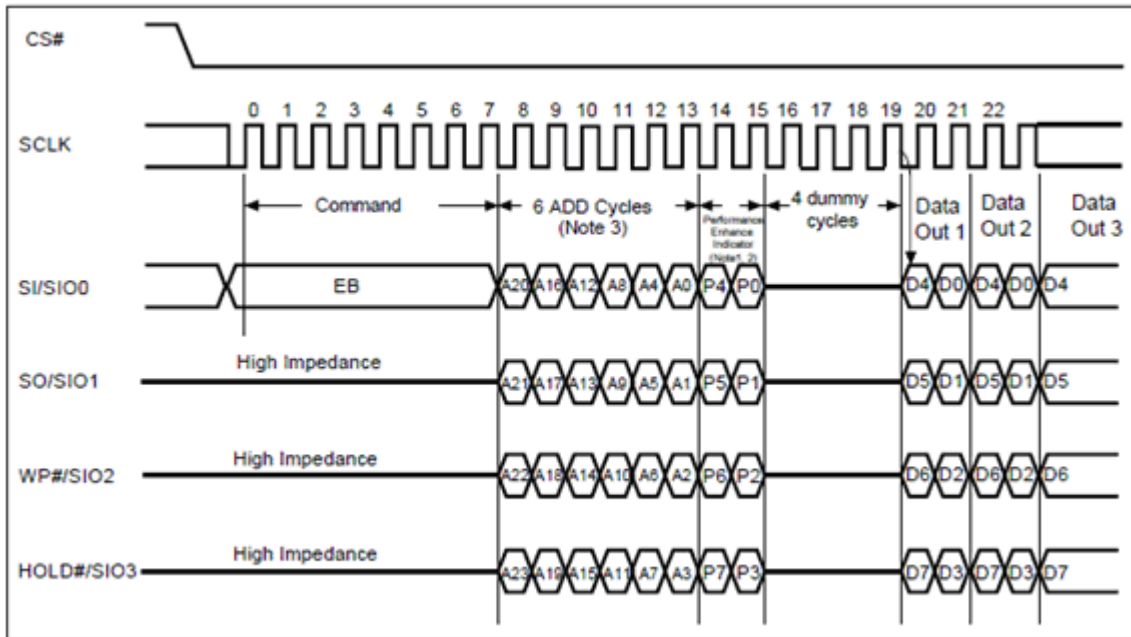 CS#
0 1 2 3 4 5 6 7 8 9 10 11 12 13 14 15 16 17 18 19 20 21 22
SCLK
Command
6 ADD Cycles
(Note 3)
Performance
Enhance
Indicator
(Note1, 2)
4 dummy
cycles
Data
Out 1
Data
Out 2
Data
Out 3
SI/SIO0
EB
A20 A16 A12 A8 A4 A0 P4 P0 D4 D0 D4 D0 D4
High Impedance
SO/SIO1
A21 A17 A13 A9 A5 A1 P5 P1 D5 D1 D5 D1 D5
High Impedance
WP#/SIO2
A22 A18 A14 A10 A6 A2 P6 P2 D6 D2 D6 D2 D6
High Impedance
HOLD#/SIO3
A23 A19 A15 A11 A7 A3 P7 P3 D7 D3 D7 D3 D7